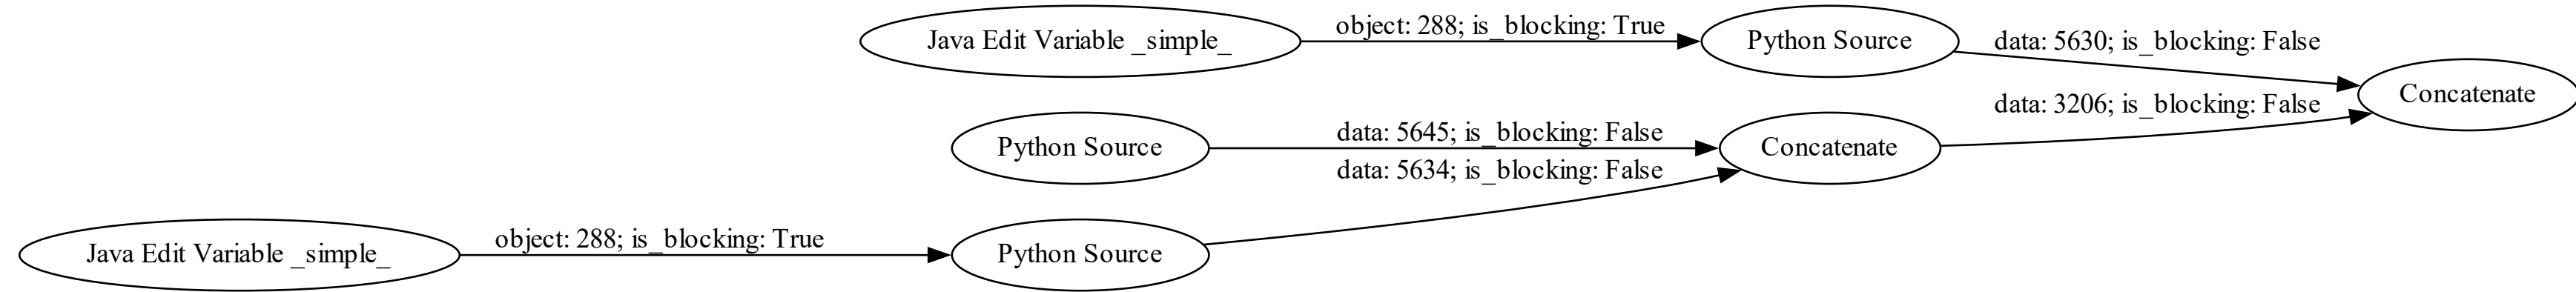 Java Edit Variable _simple_
object: 288; is_blocking: True
Python Source
data: 5630; is_blocking: False
Concatenate
data: 3206; is_blocking: False
Python Source
data: 5645; is_blocking: False
Concatenate
data: 5634; is_blocking: False
Java Edit Variable _simple_
object: 288; is_blocking: True
Python Source